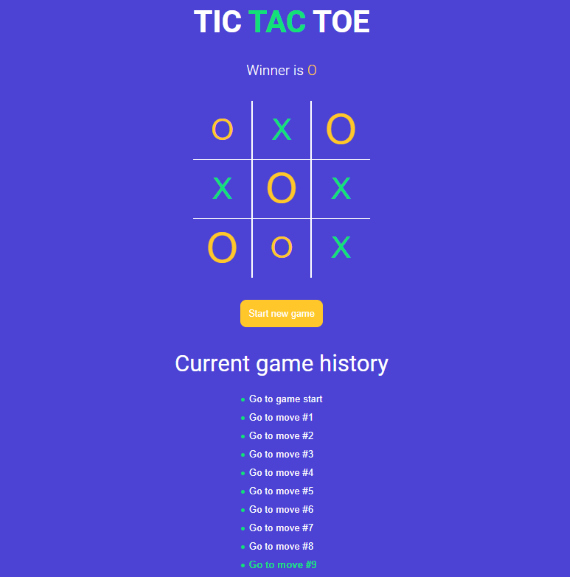 TIC TAC TOE
Winner is O
O X O
X O X
O O X
Start new game
Current game history
Go to game start
Go to move #1
Go to move #2
Go to move #3
Go to move #4
Go to move #5
Go to move #6
Go to move #7
Go to move #8
Go to move #9